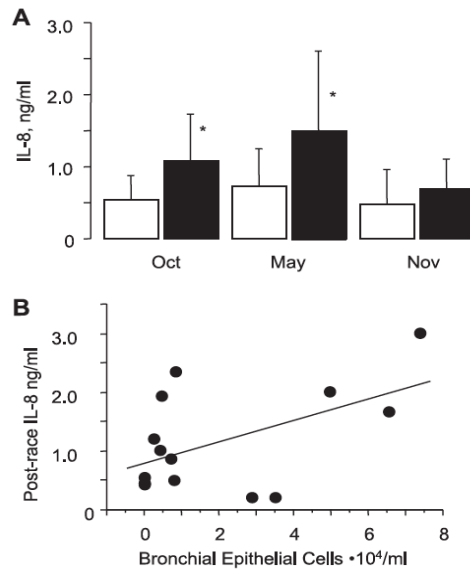 A
3.0
2.0
1.0
0
IL-8, ng/ml
*
*
Oct May Nov
B
3.0
2.0
1.0
0
Post-race IL-8 ng/ml
0 2 4 6 8
Bronchial Epithelial Cells •10⁴/ml